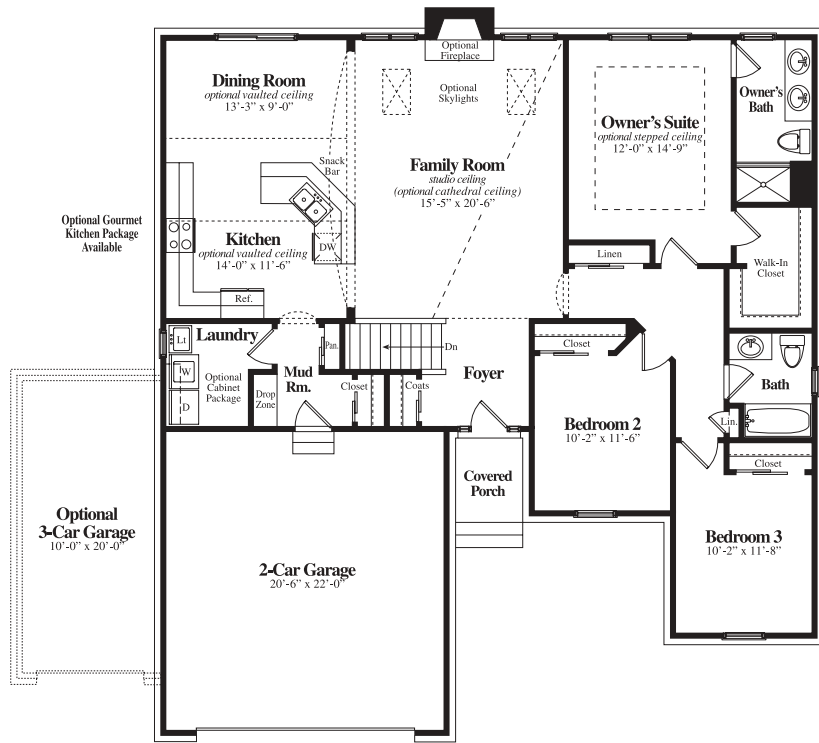 Optional
Fireplace
Dining Room
optional vaulted ceiling
13'-3" x 9'-0"
Optional
Skylights
Owner's
Bath
Owner's Suite
optional stepped ceiling
12'-0" x 14'-9"
Snack
Bar
Family Room
studio ceiling
(optional cathedral ceiling)
15'-5" x 20'-6"
Optional Gourmet
Kitchen Package
Available
Kitchen
optional vaulted ceiling
14'-0" x 11'-6"
DW
Linen
Walk-In
Closet
Ref.
Lt
Laundry
Pan.
Dn
Closet
W
Optional
Cabinet
Package
D
Mud
Rm.
Drop
Zone
Closet
Coats
Foyer
Bath
Lin.
Bedroom 2
10'-2" x 11'-6"
Closet
Covered
Porch
Optional
3-Car Garage
10'-0" x 20'-0"
2-Car Garage
20'-6" x 22'-0"
Bedroom 3
10'-2" x 11'-8"